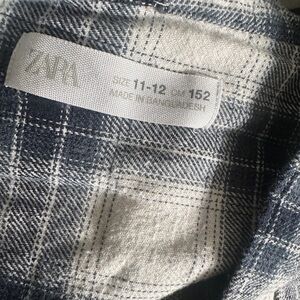 ZARA
SIZE 11-12 CM 152
MADE IN BANGLADESH